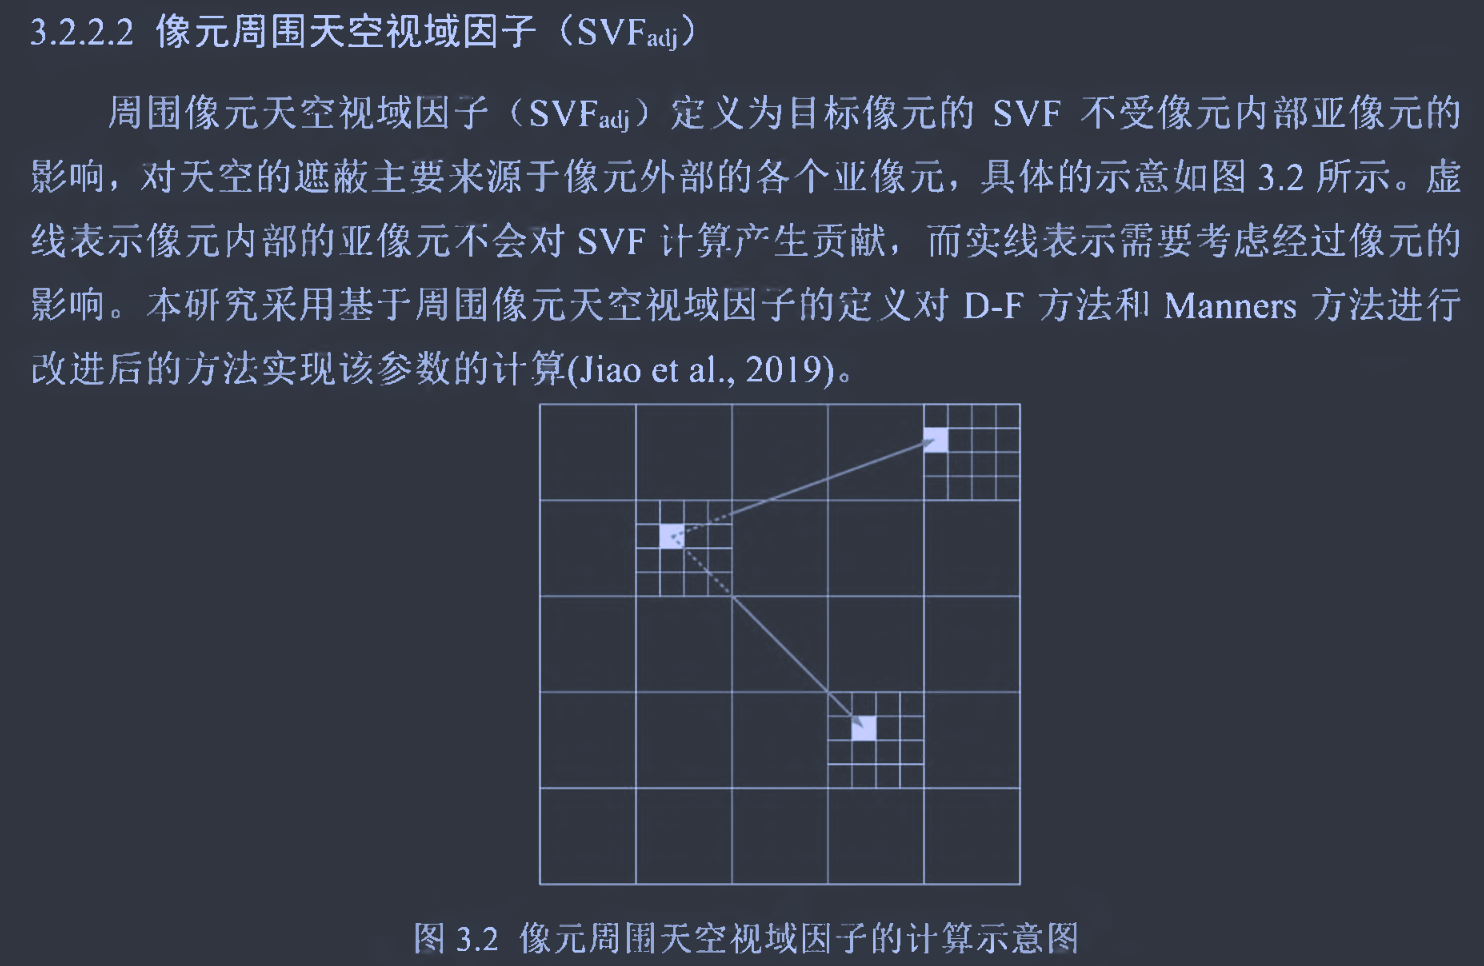 3.2.2.2 像元周围天空视域因子（SVFadj）
周围像元天空视域因子（SVFadj）定义为目标像元的 SVF 不受像元内部亚像元的
影响，对天空的遮蔽主要来源于像元外部的各个亚像元，具体的示意如图 3.2 所示。虚
线表示像元内部的亚像元不会对 SVF 计算产生贡献，而实线表示需要考虑经过像元的
影响。本研究采用基于周围像元天空视域因子的定义对 D-F 方法和 Manners 方法进行
改进后的方法实现该参数的计算(Jiao et al., 2019)。
图 3.2 像元周围天空视域因子的计算示意图